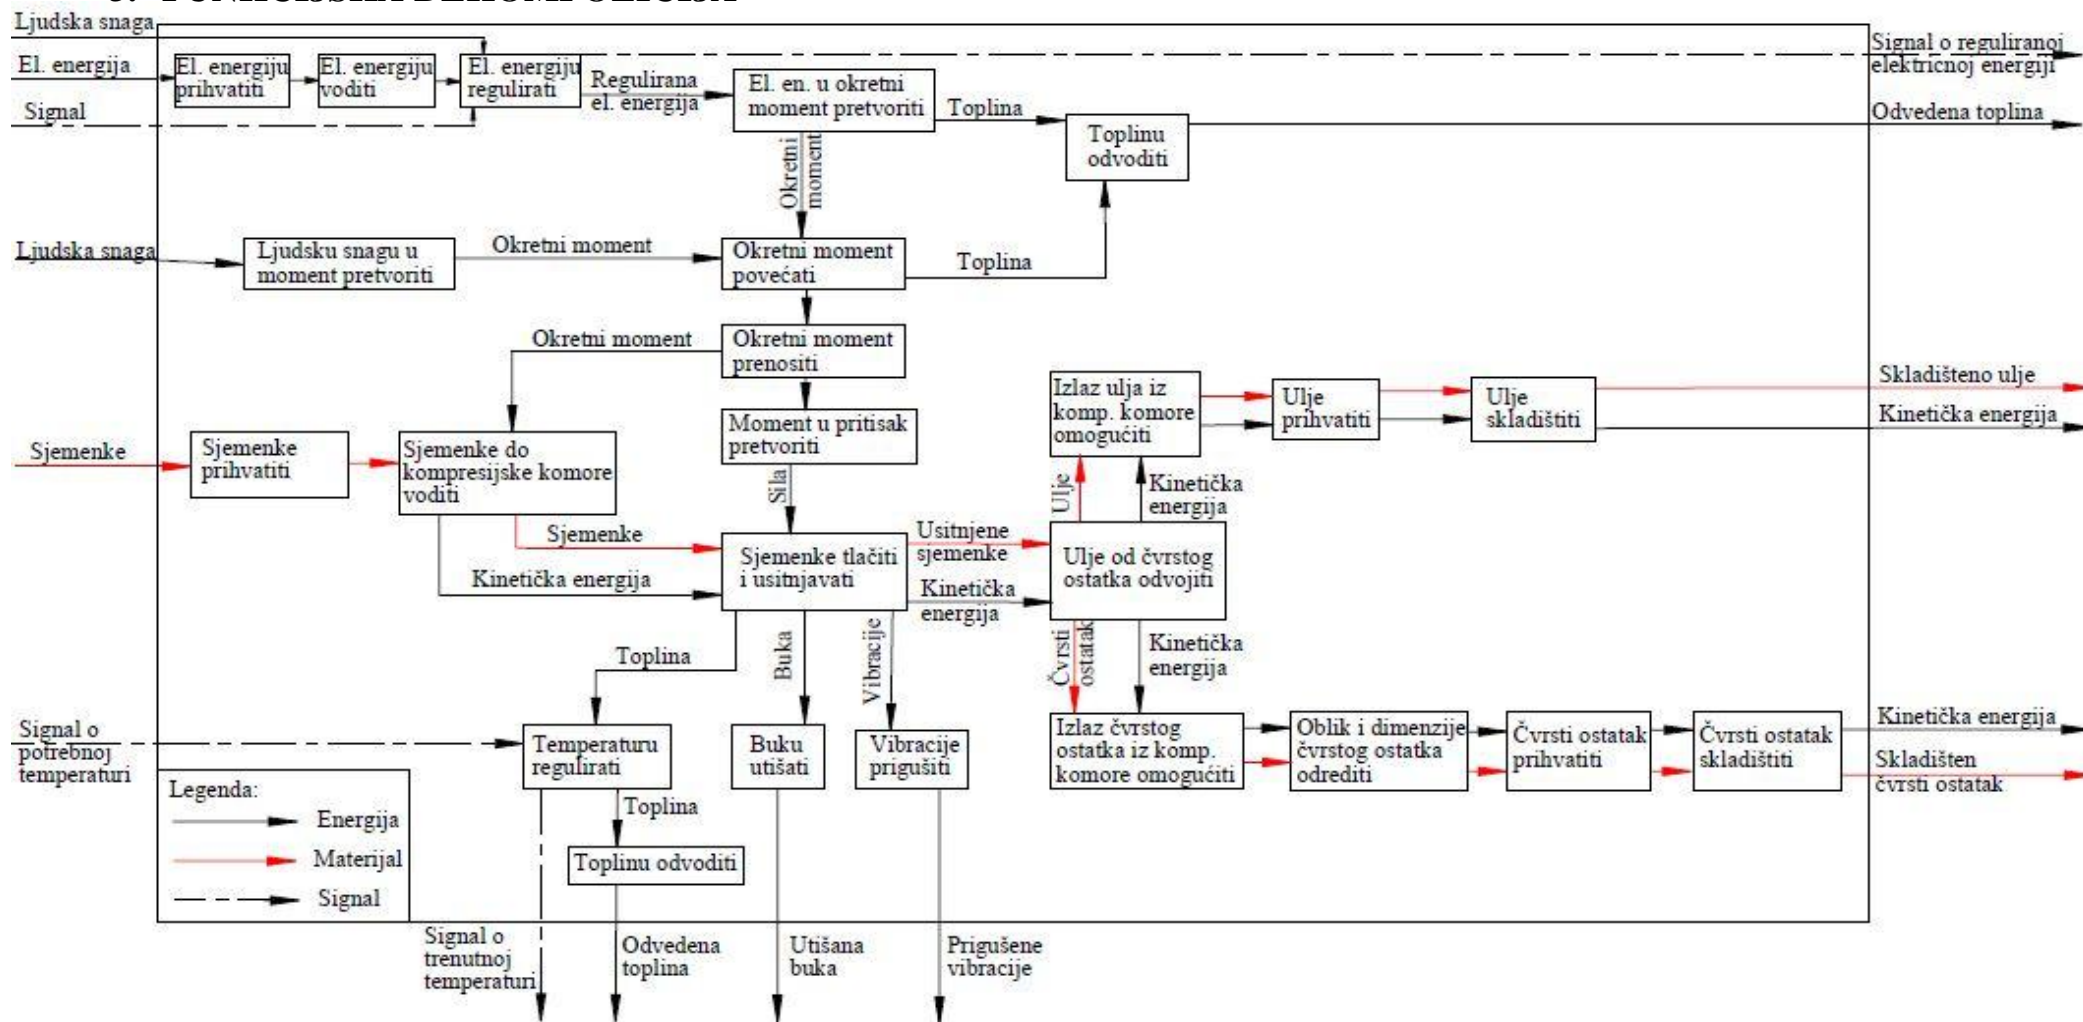 Ljudska snaga
El. energija
Signal
El. energiju
prihvatiti
El. energiju
voditi
El. energiju
regulirati
Regulirana
el. energija
El. en. u okretni
moment pretvoriti
Toplina
Toplinu
odvoditi
Signal o reguliranoj
elektricnoj energiji
Odvedena toplina
Okretni
moment
Ljudska snaga
Ljudsku snagu u
moment pretvoriti
Okretni moment
Okretni moment
povećati
Toplina
Okretni moment
Okretni moment
prenositi
Moment u pritisak
pretvoriti
Sila
Sjemenke
Sjemenke
prihvatiti
Sjemenke do
kompresijske komore
voditi
Sjemenke
Kinetička energija
Sjemenke tlačiti
i usitnjavati
Usitnjene
sjemenke
Kinetička
energija
Izlaz ulja iz
komp. komore
omogućiti
Ulje
prihvatiti
Ulje
skladištiti
Skladišteno ulje
Kinetička energija
Ulje
Kinetička
energija
Ulje od čvrstog
ostatka odvojiti
Čvrsti
ostatak
Kinetička
energija
Toplina
Buka
Vibracije
Signal o
potrebnoj
temperaturi
Temperaturu
regulirati
Buku
utišati
Vibracije
prigušiti
Izlaz čvrstog
ostatka iz komp.
komore omogućiti
Oblik i dimenzije
čvrstog ostatka
odrediti
Čvrsti ostatak
prihvatiti
Čvrsti ostatak
skladištiti
Kinetička energija
Skladišten
čvrsti ostatak
Legenda:
Energija
Materijal
Signal
Toplina
Toplinu odvoditi
Signal o
trenutnoj
temperaturi
Odvedena
toplina
Utišana
buka
Prigušene
vibracije